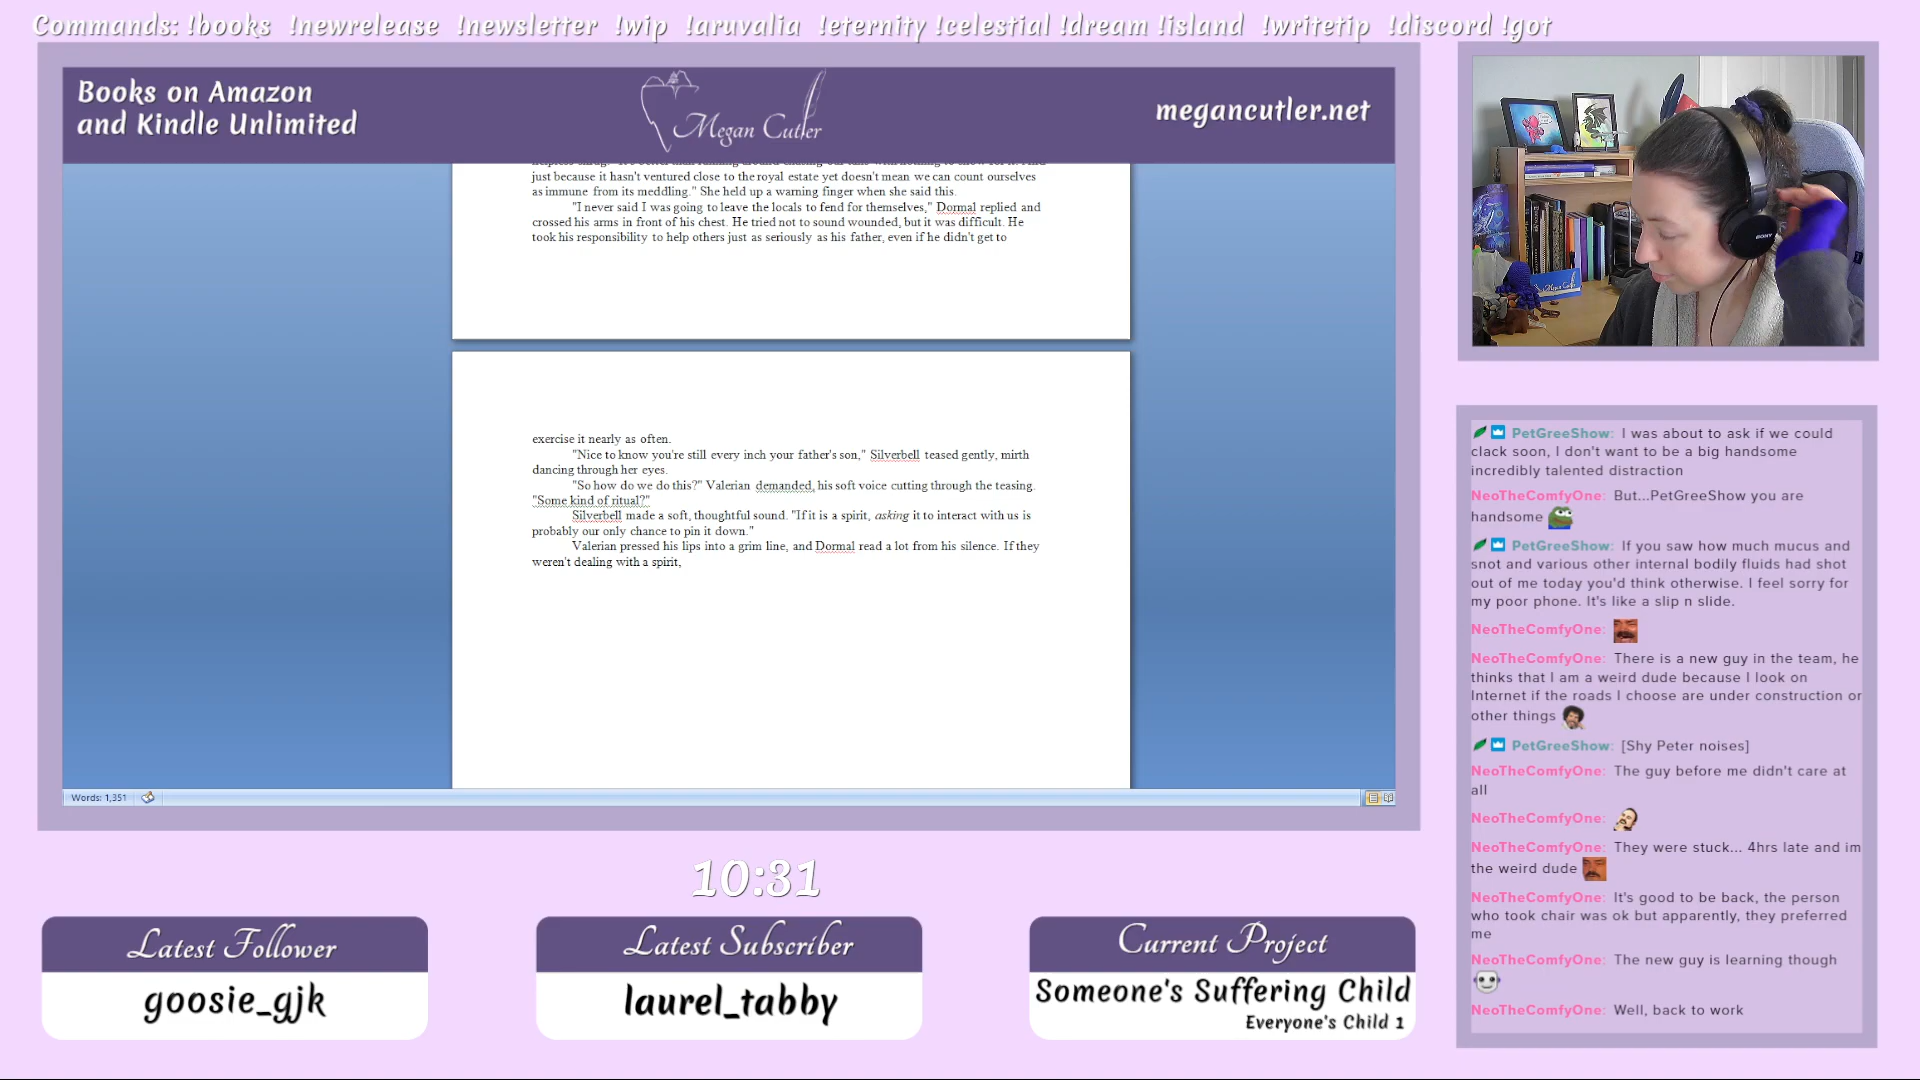 Commands: !books !newrelease !newsletter !wip !aruvalia !eternity !celestial !dream !island !writetip !discord !got
Books on Amazon
and Kindle Unlimited
Megan Cutler
megancutler.net
just because it hasn't ventured close to the royal estate yet doesn't mean we can count ourselves
as immune from its meddling." She held up a warning finger when she said this.
"I never said I was going to leave the locals to fend for themselves," Dormal replied and
crossed his arms in front of his chest. He tried not to sound wounded, but it was difficult. He
took his responsibility to help others just as seriously as his father, even if he didn't get to
exercise it nearly as often.
"Nice to know you're still every inch your father's son," Silverbell teased gently, mirth
dancing through her eyes.
"So how do we do this?" Valerian demanded, his soft voice cutting through the teasing.
"Some kind of ritual?"
Silverbell made a soft, thoughtful sound. "If it is a spirit, asking it to interact with us is
probably our only chance to pin it down."
Valerian pressed his lips into a grim line, and Dormal read a lot from his silence. If they
weren't dealing with a spirit,
Words: 1,351
10:31
Latest Follower
goosie_gjk
Latest Subscriber
laurel_tabby
Current Project
Someone's Suffering Child
Everyone's Child 1
SONY
Megan Cutler
PetGreeShow: I was about to ask if we could
clack soon, I don't want to be a big handsome
incredibly talented distraction
NeoTheComfyOne: But...PetGreeShow you are
handsome
PetGreeShow: If you saw how much mucus and
snot and various other internal bodily fluids had shot
out of me today you'd think otherwise. I feel sorry for
my poor phone. It's like a slip n slide.
NeoTheComfyOne:
NeoTheComfyOne: There is a new guy in the team, he
thinks that I am a weird dude because I look on
Internet if the roads I choose are under construction or
other things
PetGreeShow: [Shy Peter noises]
NeoTheComfyOne: The guy before me didn't care at
all
NeoTheComfyOne:
NeoTheComfyOne: They were stuck... 4hrs late and im
the weird dude
NeoTheComfyOne: It's good to be back, the person
who took chair was ok but apparently, they preferred
me
NeoTheComfyOne: The new guy is learning though
NeoTheComfyOne: Well, back to work